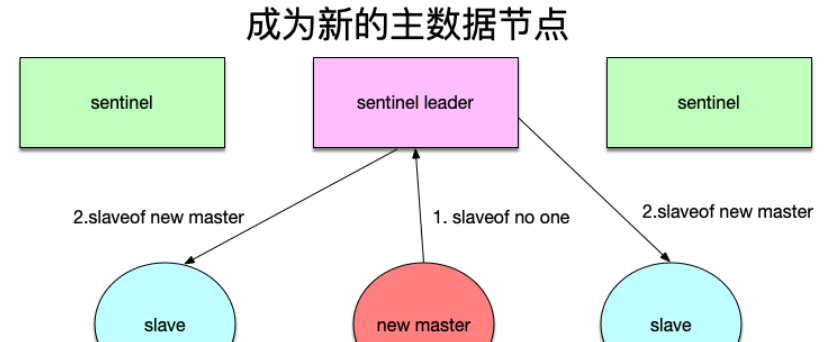 成为新的主数据节点
sentinel
sentinel leader
sentinel
2.slaveof new master
1. slaveof no one
2.slaveof new master
slave
new master
slave